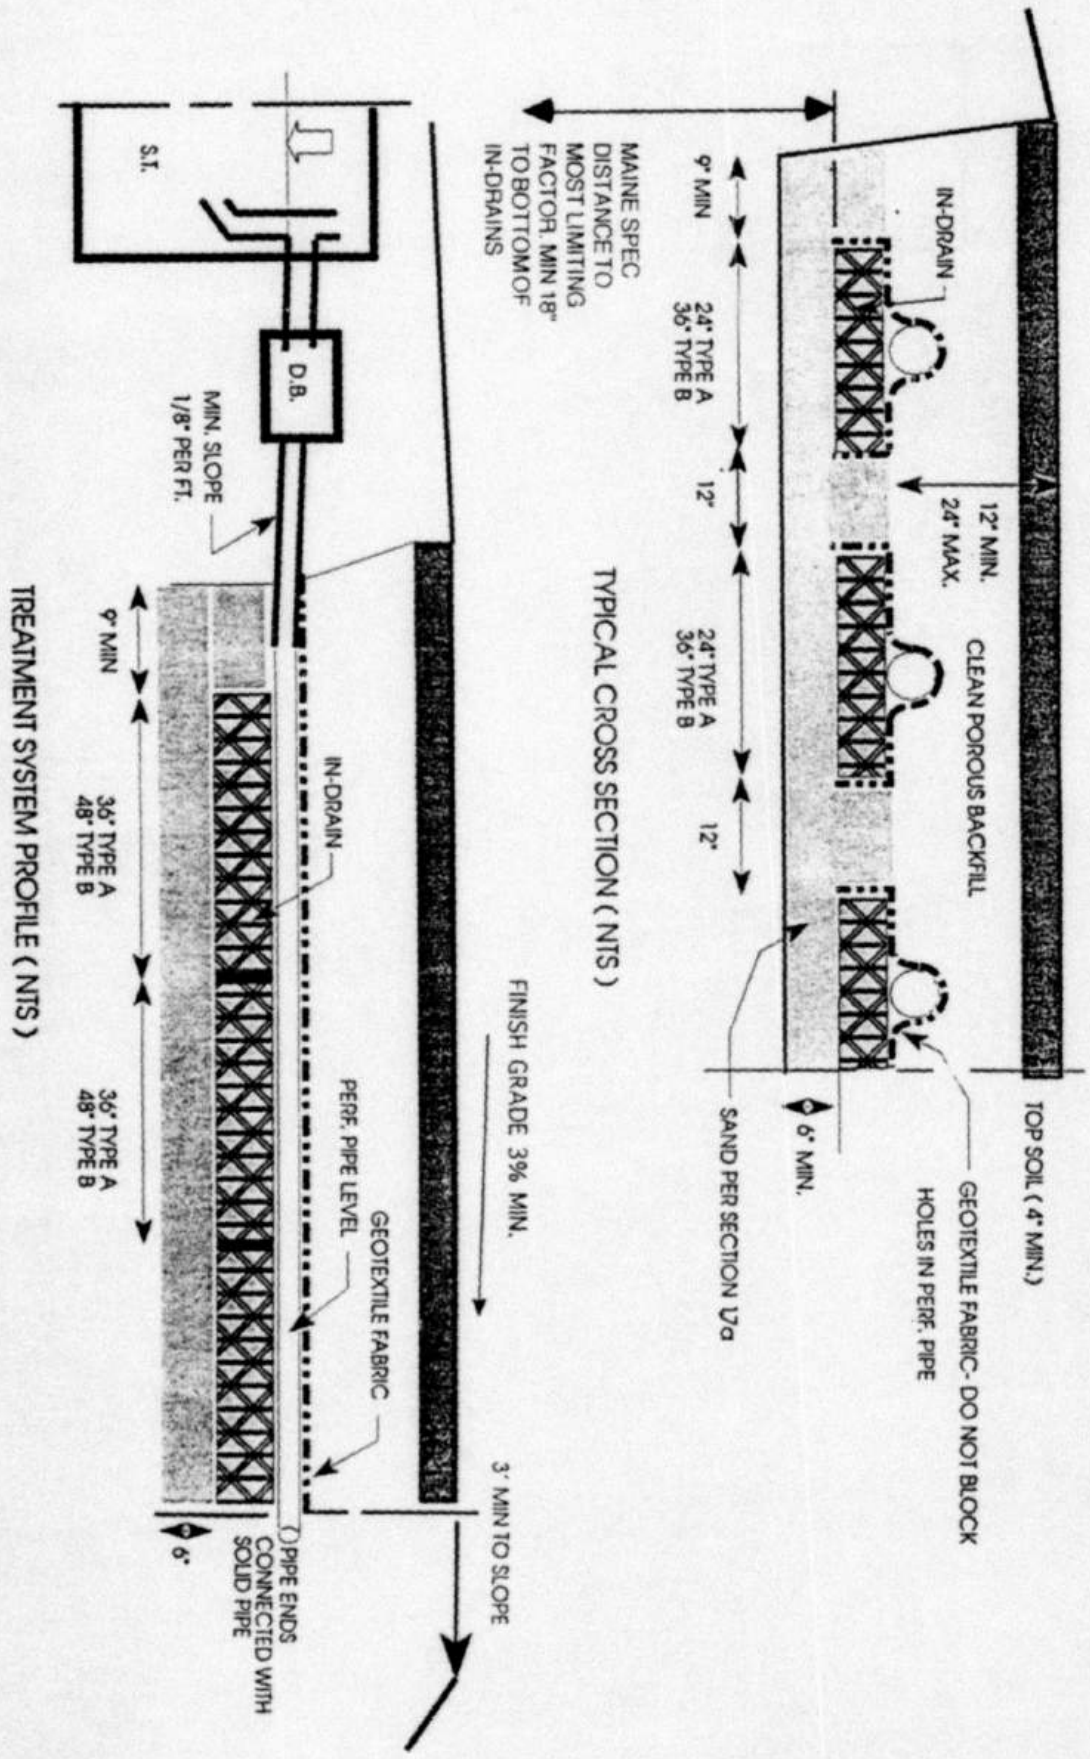 TOP SOIL ( 4" MIN.)
GEOTEXTILE FABRIC- DO NOT BLOCK
HOLES IN PERF. PIPE
IN-DRAIN
12" MIN.
24" MAX.
CLEAN POROUS BACKFILL
6" MIN.
SAND PER SECTION 1,7a
9" MIN
24" TYPE A
36" TYPE B
12"
24" TYPE A
36" TYPE B
12"
MAINE SPEC
DISTANCE TO
MOST LIMITING
FACTOR. MIN 18"
TO BOTTOM OF
IN-DRAINS
TYPICAL CROSS SECTION ( NTS )
FINISH GRADE 3% MIN.
3' MIN TO SLOPE
GEOTEXTILE FABRIC
PERF. PIPE LEVEL
IN-DRAIN
S.T.
D.B.
MIN. SLOPE
1/8" PER FT.
PIPE ENDS
CONNECTED WITH
SOLID PIPE
6"
9" MIN
36" TYPE A
48" TYPE B
36" TYPE A
48" TYPE B
TREATMENT SYSTEM PROFILE ( NTS )